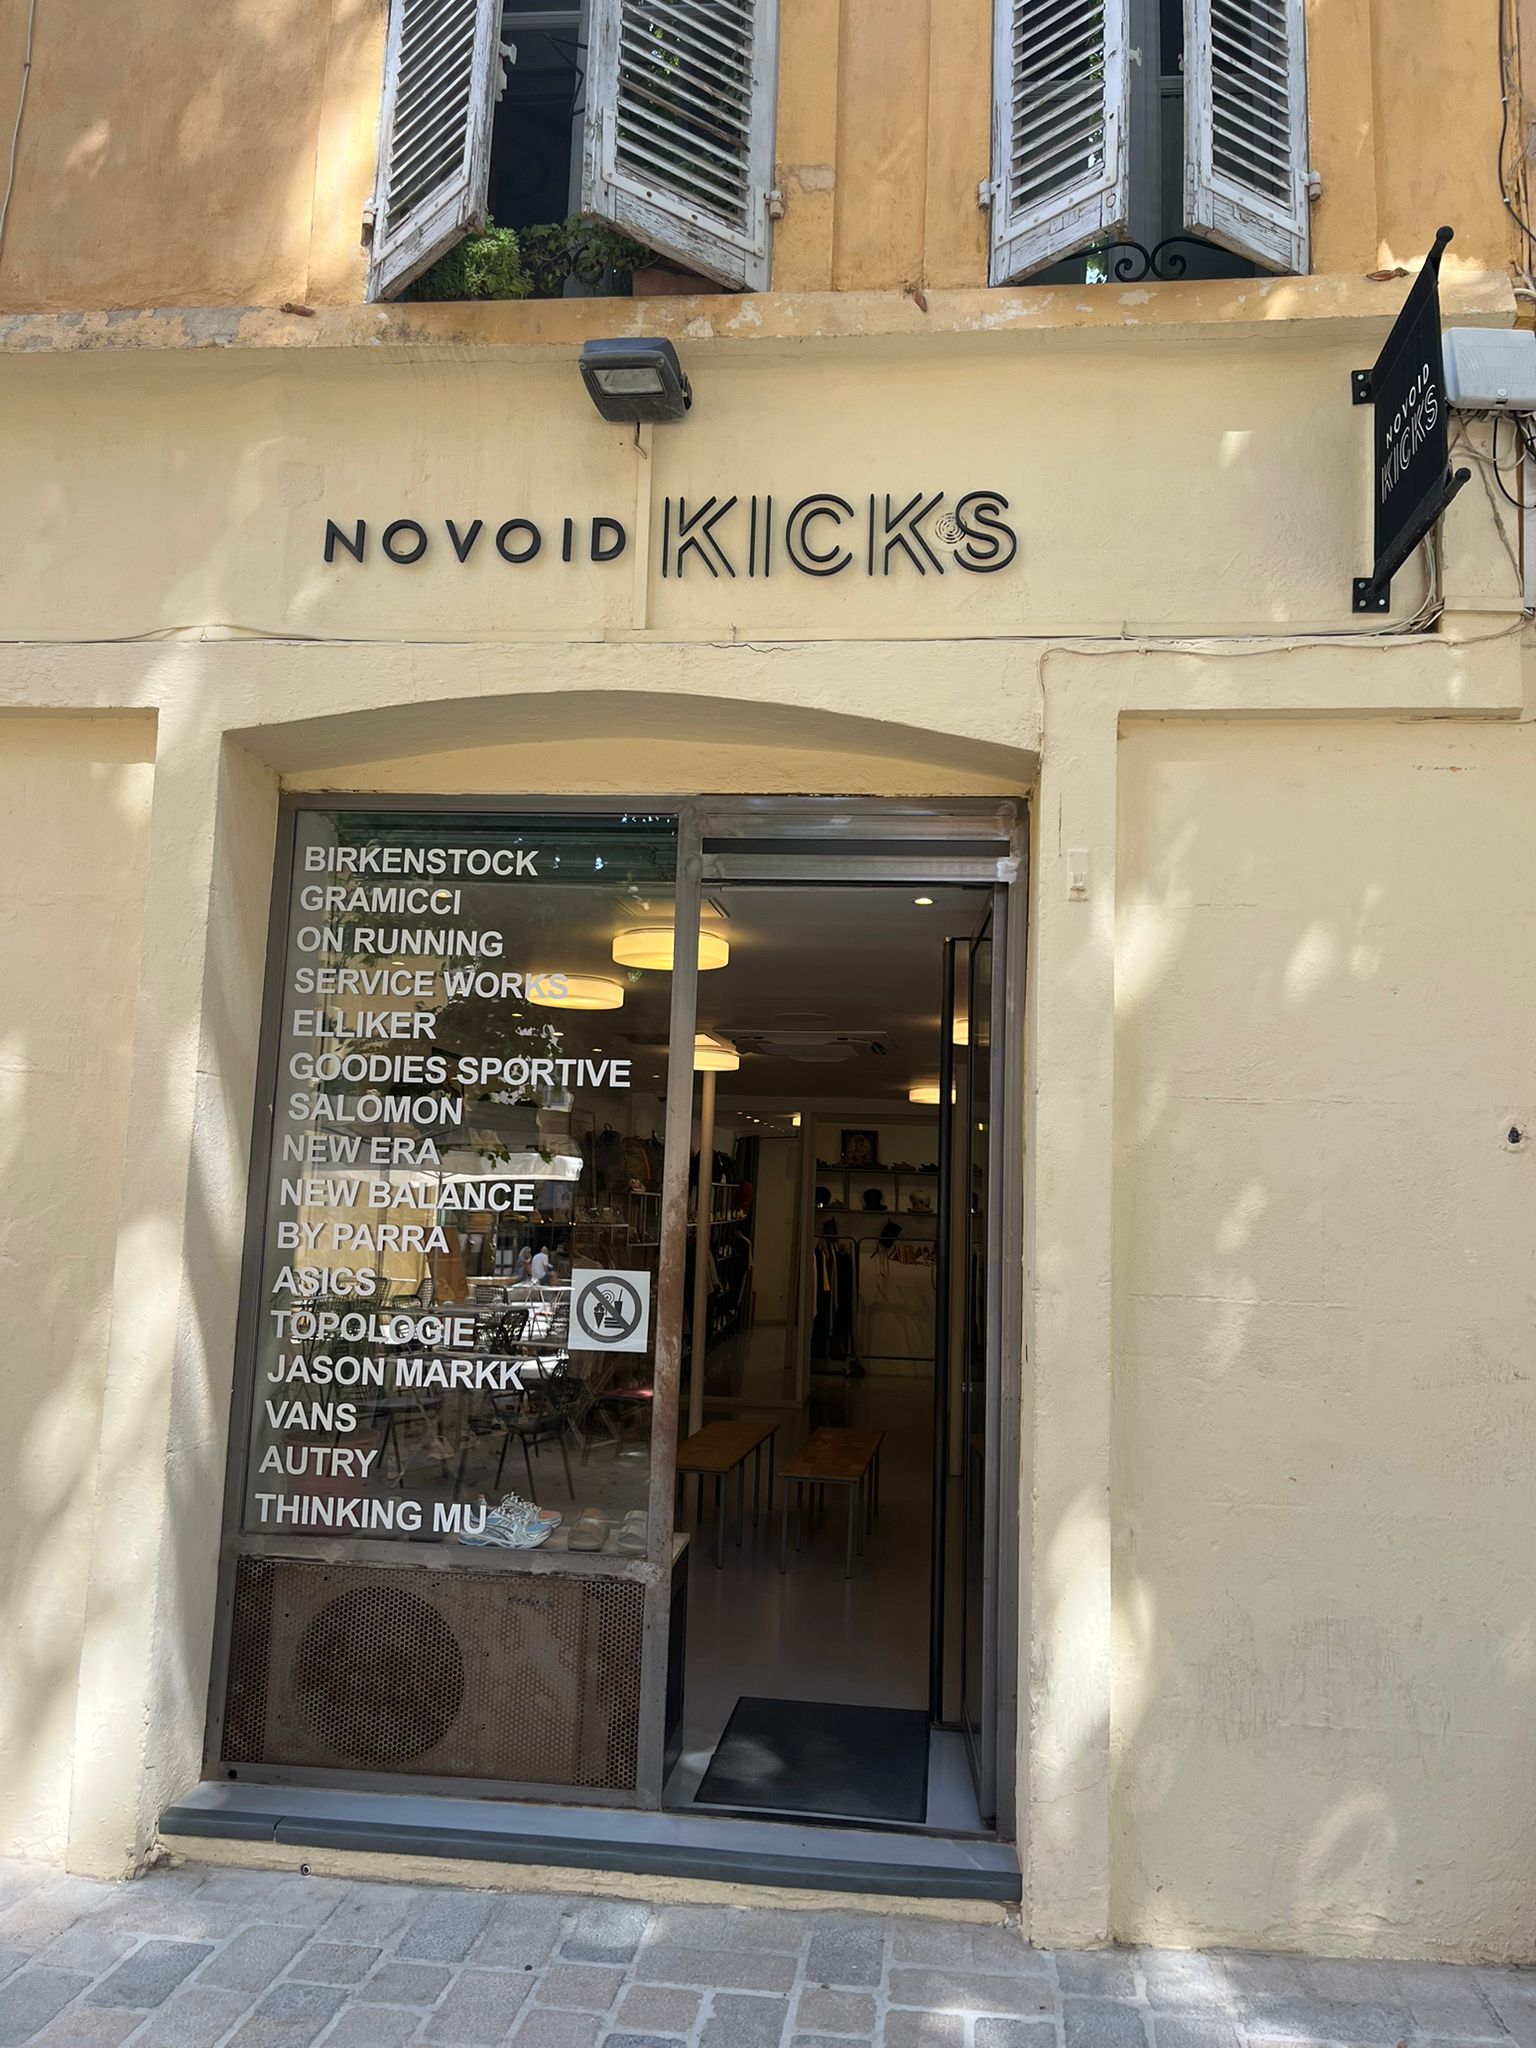 NOVOID KICKS
NOVOID
KICKS
BIRKENSTOCK
GRAMICCI
ON RUNNING
SERVICE WORKS
ELLIKER
GOODIES SPORTIVE
SALOMON
NEW ERA
NEW BALANCE
BY PARRA
ASICS
TOPOLOGIE
JASON MARKK
VANS
AUTRY
THINKING MU